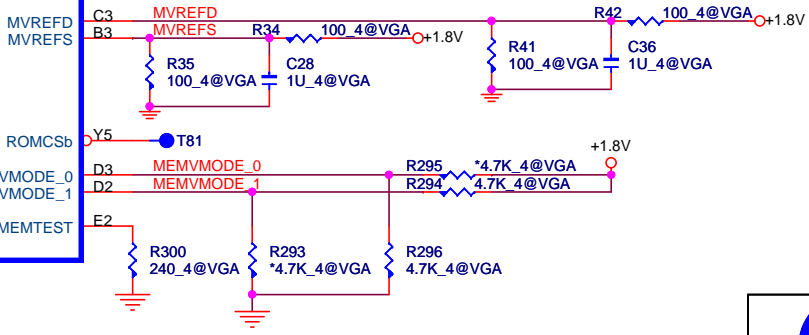 MVREFD C3 MVREFD R42 100_4@VGA +1.8V
MVREFS B3 MVREFS R34 100_4@VGA +1.8V
R35 100_4@VGA
C28 1U_4@VGA
R41 100_4@VGA
C36 1U_4@VGA
ROMCSb Y5 T81
+1.8V
VMODE_0 D3 MEMVMODE_0 R295 *4.7K_4@VGA
VMODE_1 D2 MEMVMODE_1 R294 4.7K_4@VGA
MEMTEST E2
R300 240_4@VGA
R293 *4.7K_4@VGA
R296 4.7K_4@VGA